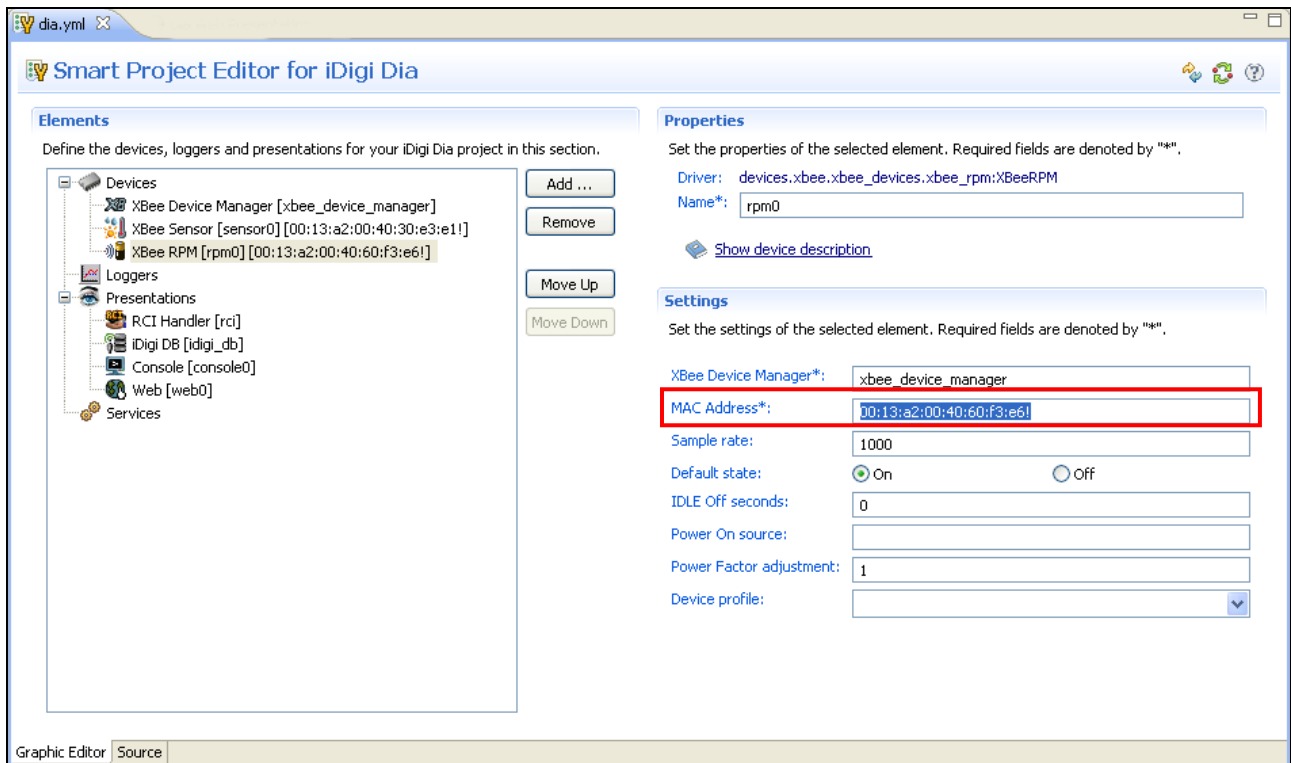 dia.yml
Smart Project Editor for iDigi Dia
Elements
Define the devices, loggers and presentations for your iDigi Dia project in this section.
Devices
XBee Device Manager [xbee_device_manager]
XBee Sensor [sensor0] [00:13:a2:00:40:30:e3:e1!]
XBee RPM [rpm0] [00:13:a2:00:40:60:f3:e6!]
Loggers
Presentations
RCI Handler [rci]
iDigi DB [idigi_db]
Console [console0]
Web [web0]
Services
Add ...
Remove
Move Up
Move Down
Properties
Set the properties of the selected element. Required fields are denoted by "*".
Driver: devices.xbee.xbee_devices.xbee_rpm:XBeeRPM
Name*: rpm0
Show device description
Settings
Set the settings of the selected element. Required fields are denoted by "*".
XBee Device Manager*: xbee_device_manager
MAC Address*: 00:13:a2:00:40:60:f3:e6!
Sample rate: 1000
Default state: On Off
IDLE Off seconds: 0
Power On source:
Power Factor adjustment: 1
Device profile:
Graphic Editor Source